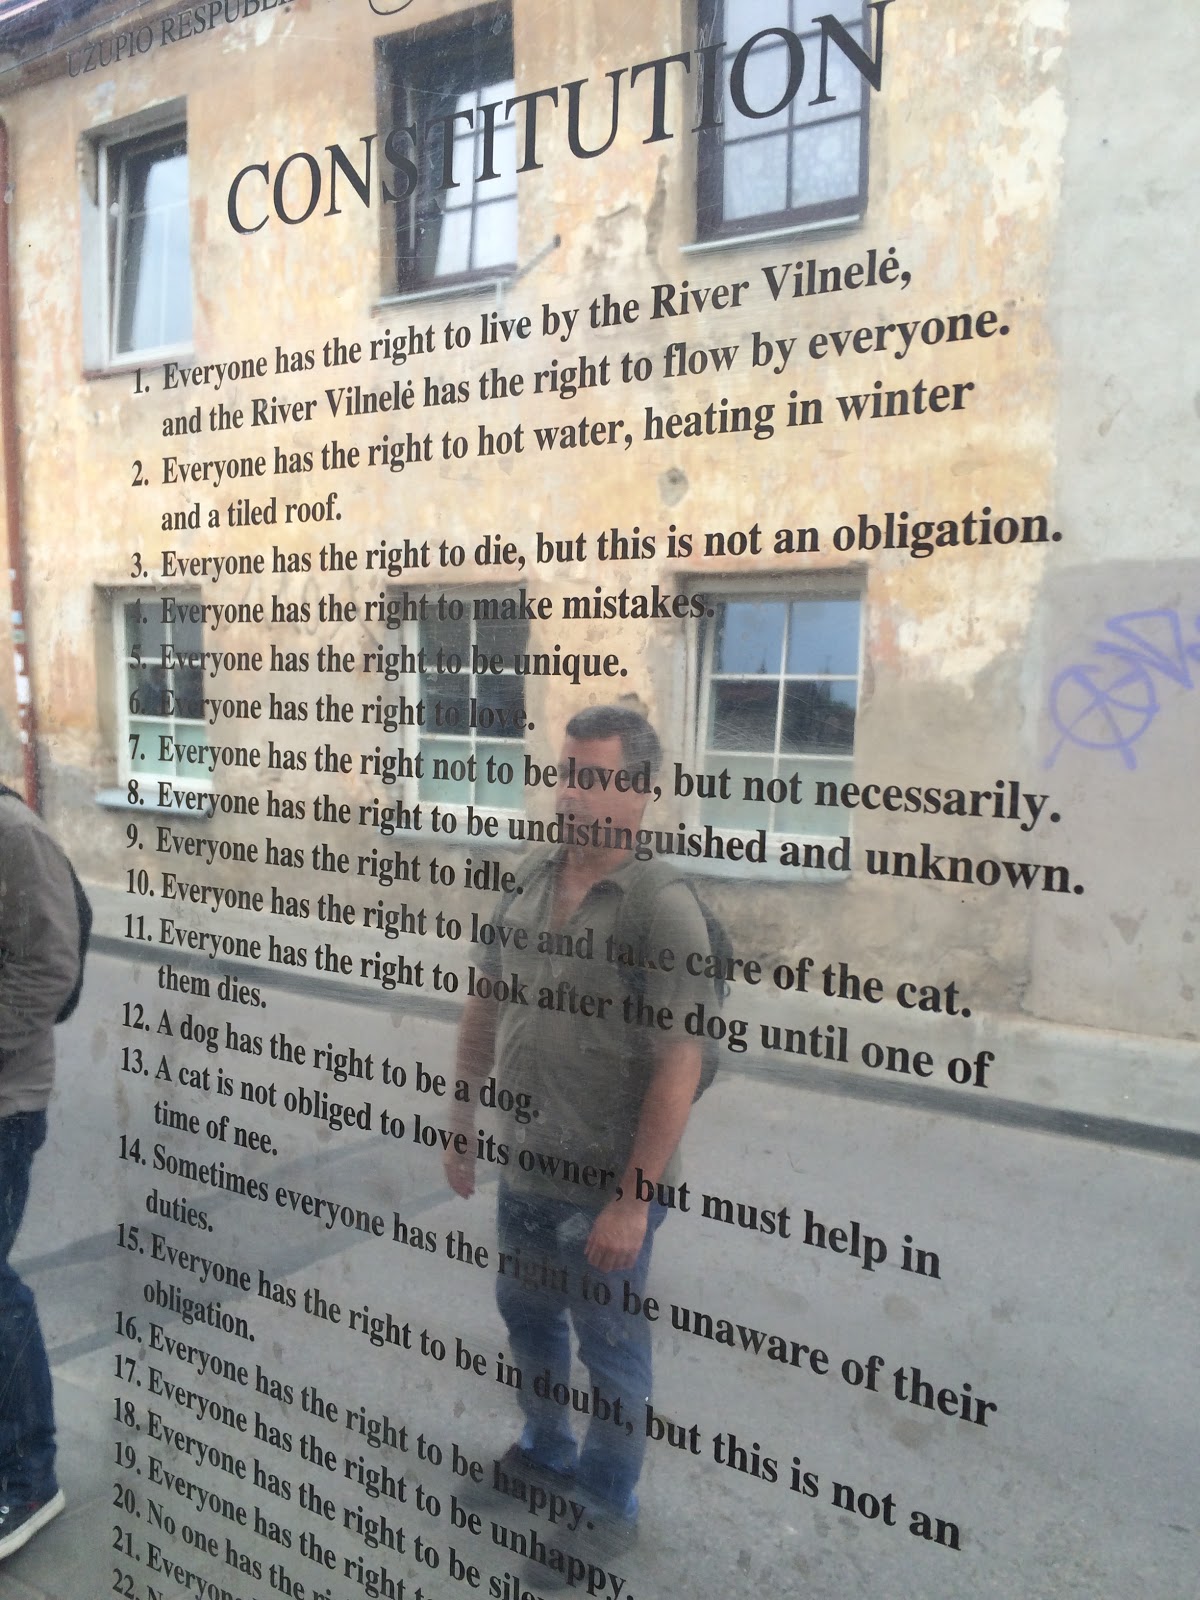 UZUPIO
CONSTITUTION
1. Everyone has the right to live by the River Vilnelė,
and the River Vilnelė has the right to flow by everyone.
2. Everyone has the right to hot water, heating in winter
and a tiled roof.
3. Everyone has the right to die, but this is not an obligation.
4. Everyone has the right to make mistakes.
5. Everyone has the right to be unique.
6. Everyone has the right to love.
7. Everyone has the right not to be loved, but not necessarily.
8. Everyone has the right to be undistinguished and unknown.
9. Everyone has the right to idle.
10. Everyone has the right to love and take care of the cat.
11. Everyone has the right to look after the dog until one of
them dies.
12. A dog has the right to be a dog.
13. A cat is not obliged to love its owner, but must help in
time of nee.
14. Sometimes everyone has the right to be unaware of their
duties.
15. Everyone has the right to be in doubt, but this is not an
obligation.
16. Everyone has the right to be happy.
17. Everyone has the right to be unhappy.
18. Everyone has the right to be
19. Everyone has the right
20. No one has the
21.
22.